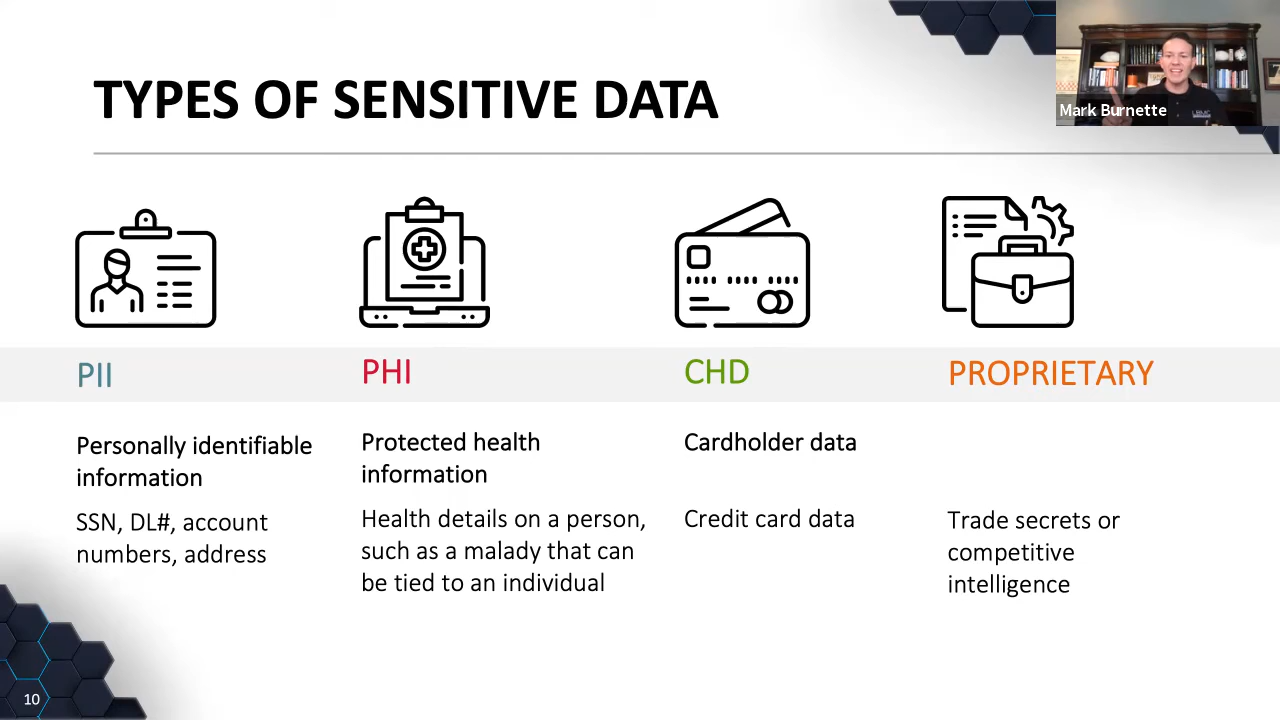 TYPES OF SENSITIVE DATA
Mark Burnette
PII
PHI
CHD
PROPRIETARY
Personally identifiable
information
SSN, DL#, account
numbers, address
Protected health
information
Health details on a person,
such as a malady that can
be tied to an individual
Cardholder data
Credit card data
Trade secrets or
competitive
intelligence
10